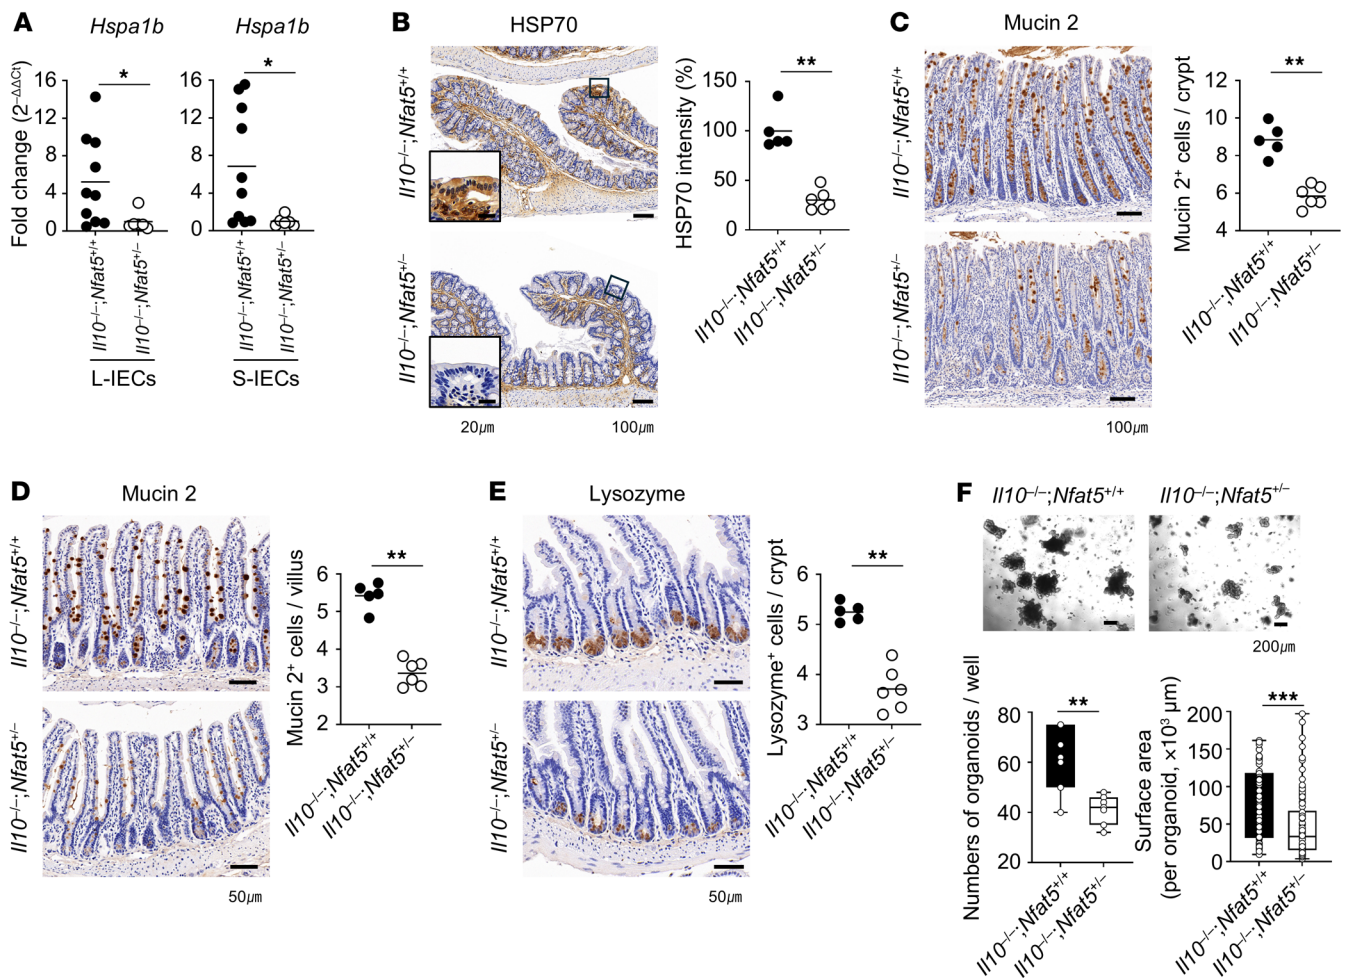 A
Hspa1b
Hspa1b
Fold change (2−ΔΔCt)
16
12
8
4
0
*
16
12
8
4
0
*
Il10−/−;Nfat5+/+
Il10−/−;Nfat5+/−
Il10−/−;Nfat5+/+
Il10−/−;Nfat5+/−
L-IECs
S-IECs
B
HSP70
Il10−/−;Nfat5+/+
Il10−/−;Nfat5+/−
20µm
100µm
HSP70 intensity (%)
150
100
50
0
**
Il10−/−;Nfat5+/+
Il10−/−;Nfat5+/−
C
Mucin 2
Il10−/−;Nfat5+/+
Il10−/−;Nfat5+/−
100µm
Mucin 2+ cells / crypt
12
10
8
6
4
**
Il10−/−;Nfat5+/+
Il10−/−;Nfat5+/−
D
Mucin 2
Il10−/−;Nfat5+/+
Il10−/−;Nfat5+/−
50µm
Mucin 2+ cells / villus
6
5
4
3
2
**
Il10−/−;Nfat5+/+
Il10−/−;Nfat5+/−
E
Lysozyme
Il10−/−;Nfat5+/+
Il10−/−;Nfat5+/−
50µm
Lysozyme+ cells / crypt
6
5
4
3
**
Il10−/−;Nfat5+/+
Il10−/−;Nfat5+/−
F
Il10−/−;Nfat5+/+
Il10−/−;Nfat5+/−
200µm
Numbers of organoids / well
80
60
40
20
**
Il10−/−;Nfat5+/+
Il10−/−;Nfat5+/−
Surface area
(per organoid, ×10³ µm)
200
150
100
50
0
***
Il10−/−;Nfat5+/+
Il10−/−;Nfat5+/−